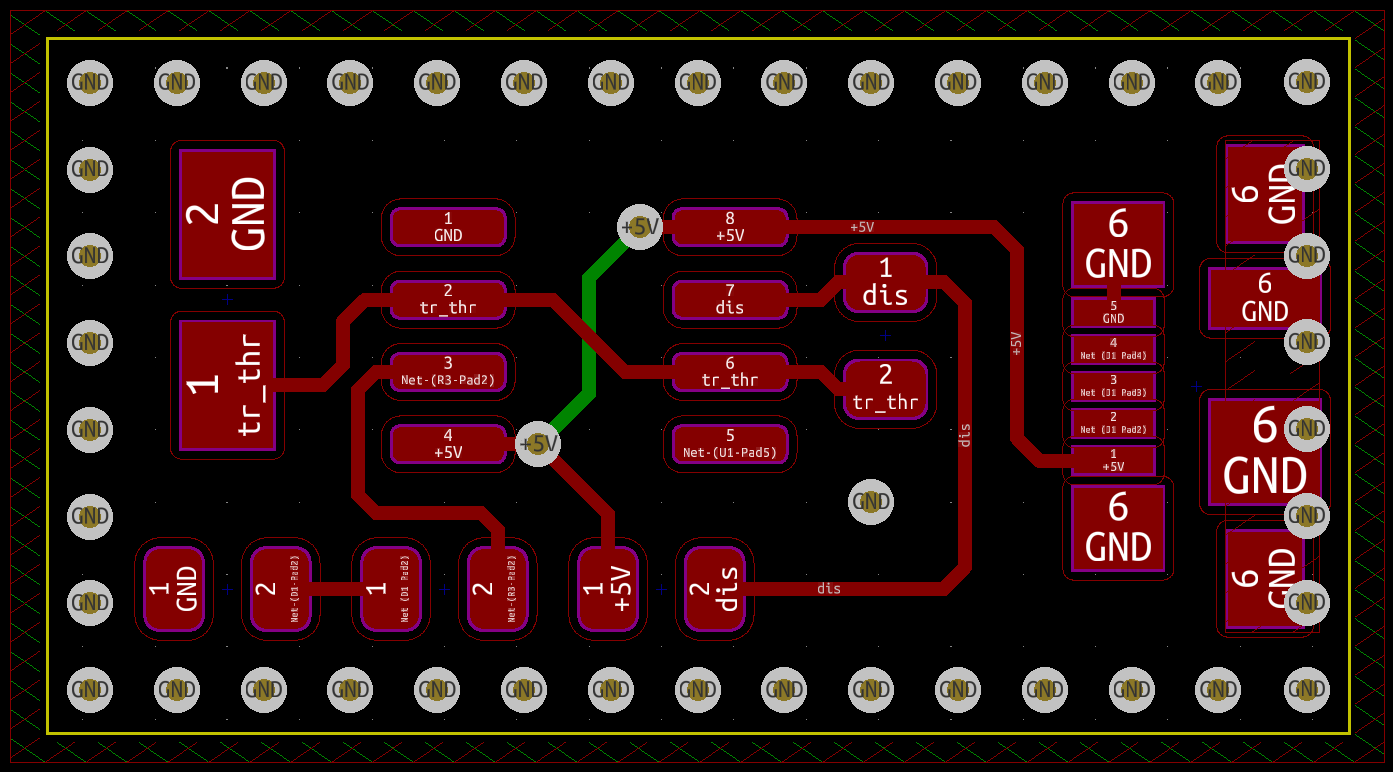 GND GND GND GND GND GND GND GND GND GND GND GND GND GND GND
GND
GND
GND
GND
GND
GND
2
GND
1
tr_thr
1
GND
2
tr_thr
3
Net-(R3-Pad2)
4
+5V
+5V
+5V
8
+5V
7
dis
6
tr_thr
5
Net-(U1-Pad5)
+5V
1
dis
2
tr_thr
+5V
dis
GND
6
GND
5
GND
4
Net (J1 Pad4)
3
Net (J1 Pad3)
2
Net (J1 Pad2)
1
+5V
6
GND
6
GND
GND
GND
6
GND
GND
6
GND
GND
GND
6
GND
GND
1
GND
2
Net-(D1-Pad2)
1
Net (D1 Pad2)
2
Net-(R3-Pad2)
1
+5V
2
dis
dis
GND GND GND GND GND GND GND GND GND GND GND GND GND GND GND